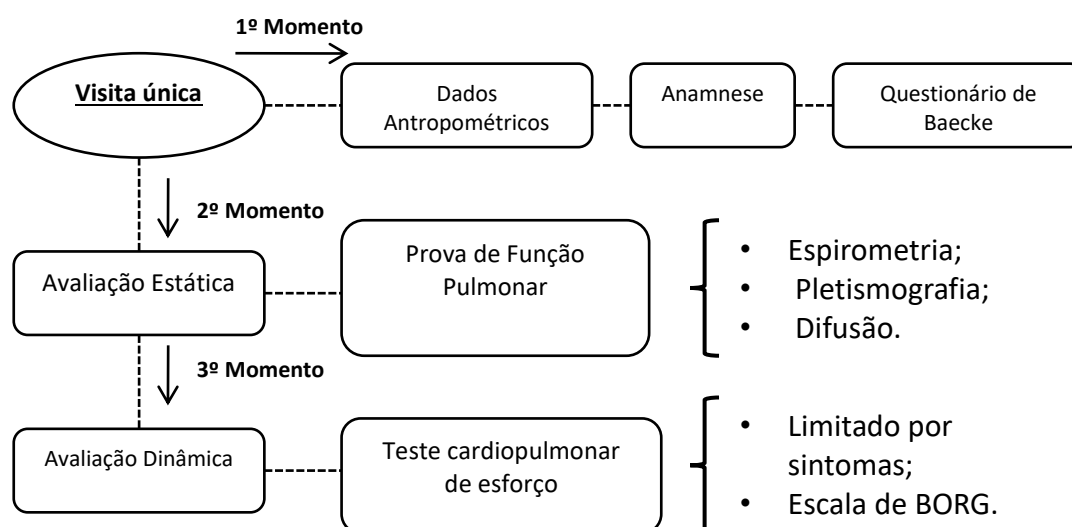 1º Momento
Visita única
Dados
Antropométricos
Anamnese
Questionário de
Baecke
2º Momento
Avaliação Estática
Prova de Função
Pulmonar
• Espirometria;
• Pletismografia;
• Difusão.
3º Momento
Avaliação Dinâmica
Teste cardiopulmonar
de esforço
• Limitado por
sintomas;
• Escala de BORG.